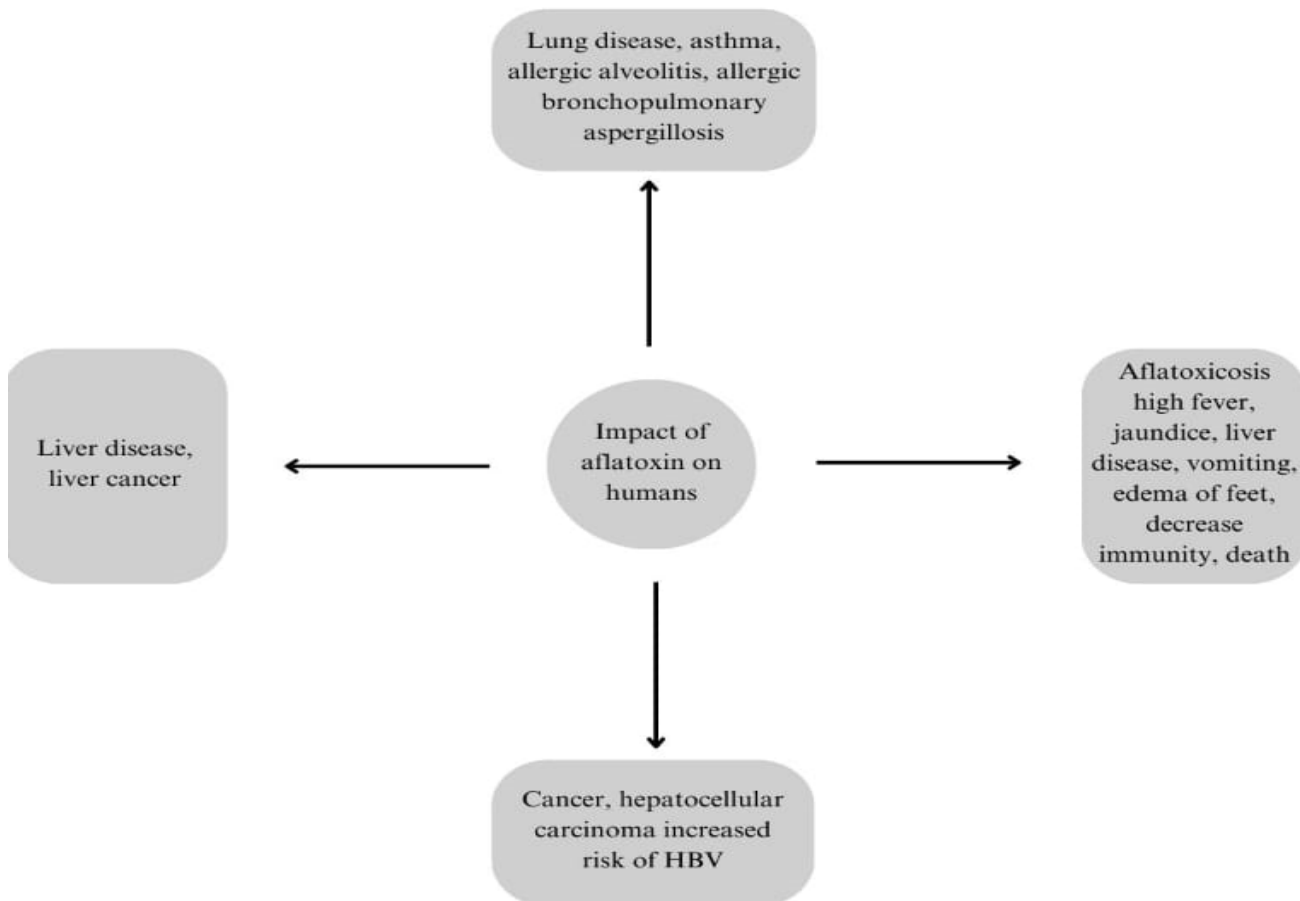 Lung disease, asthma,
allergic alveolitis, allergic
bronchopulmonary
aspergillosis
Liver disease,
liver cancer
Impact of
aflatoxin on
humans
Aflatoxicosis
high fever,
jaundice, liver
disease, vomiting,
edema of feet,
decrease
immunity, death
Cancer, hepatocellular
carcinoma increased
risk of HBV